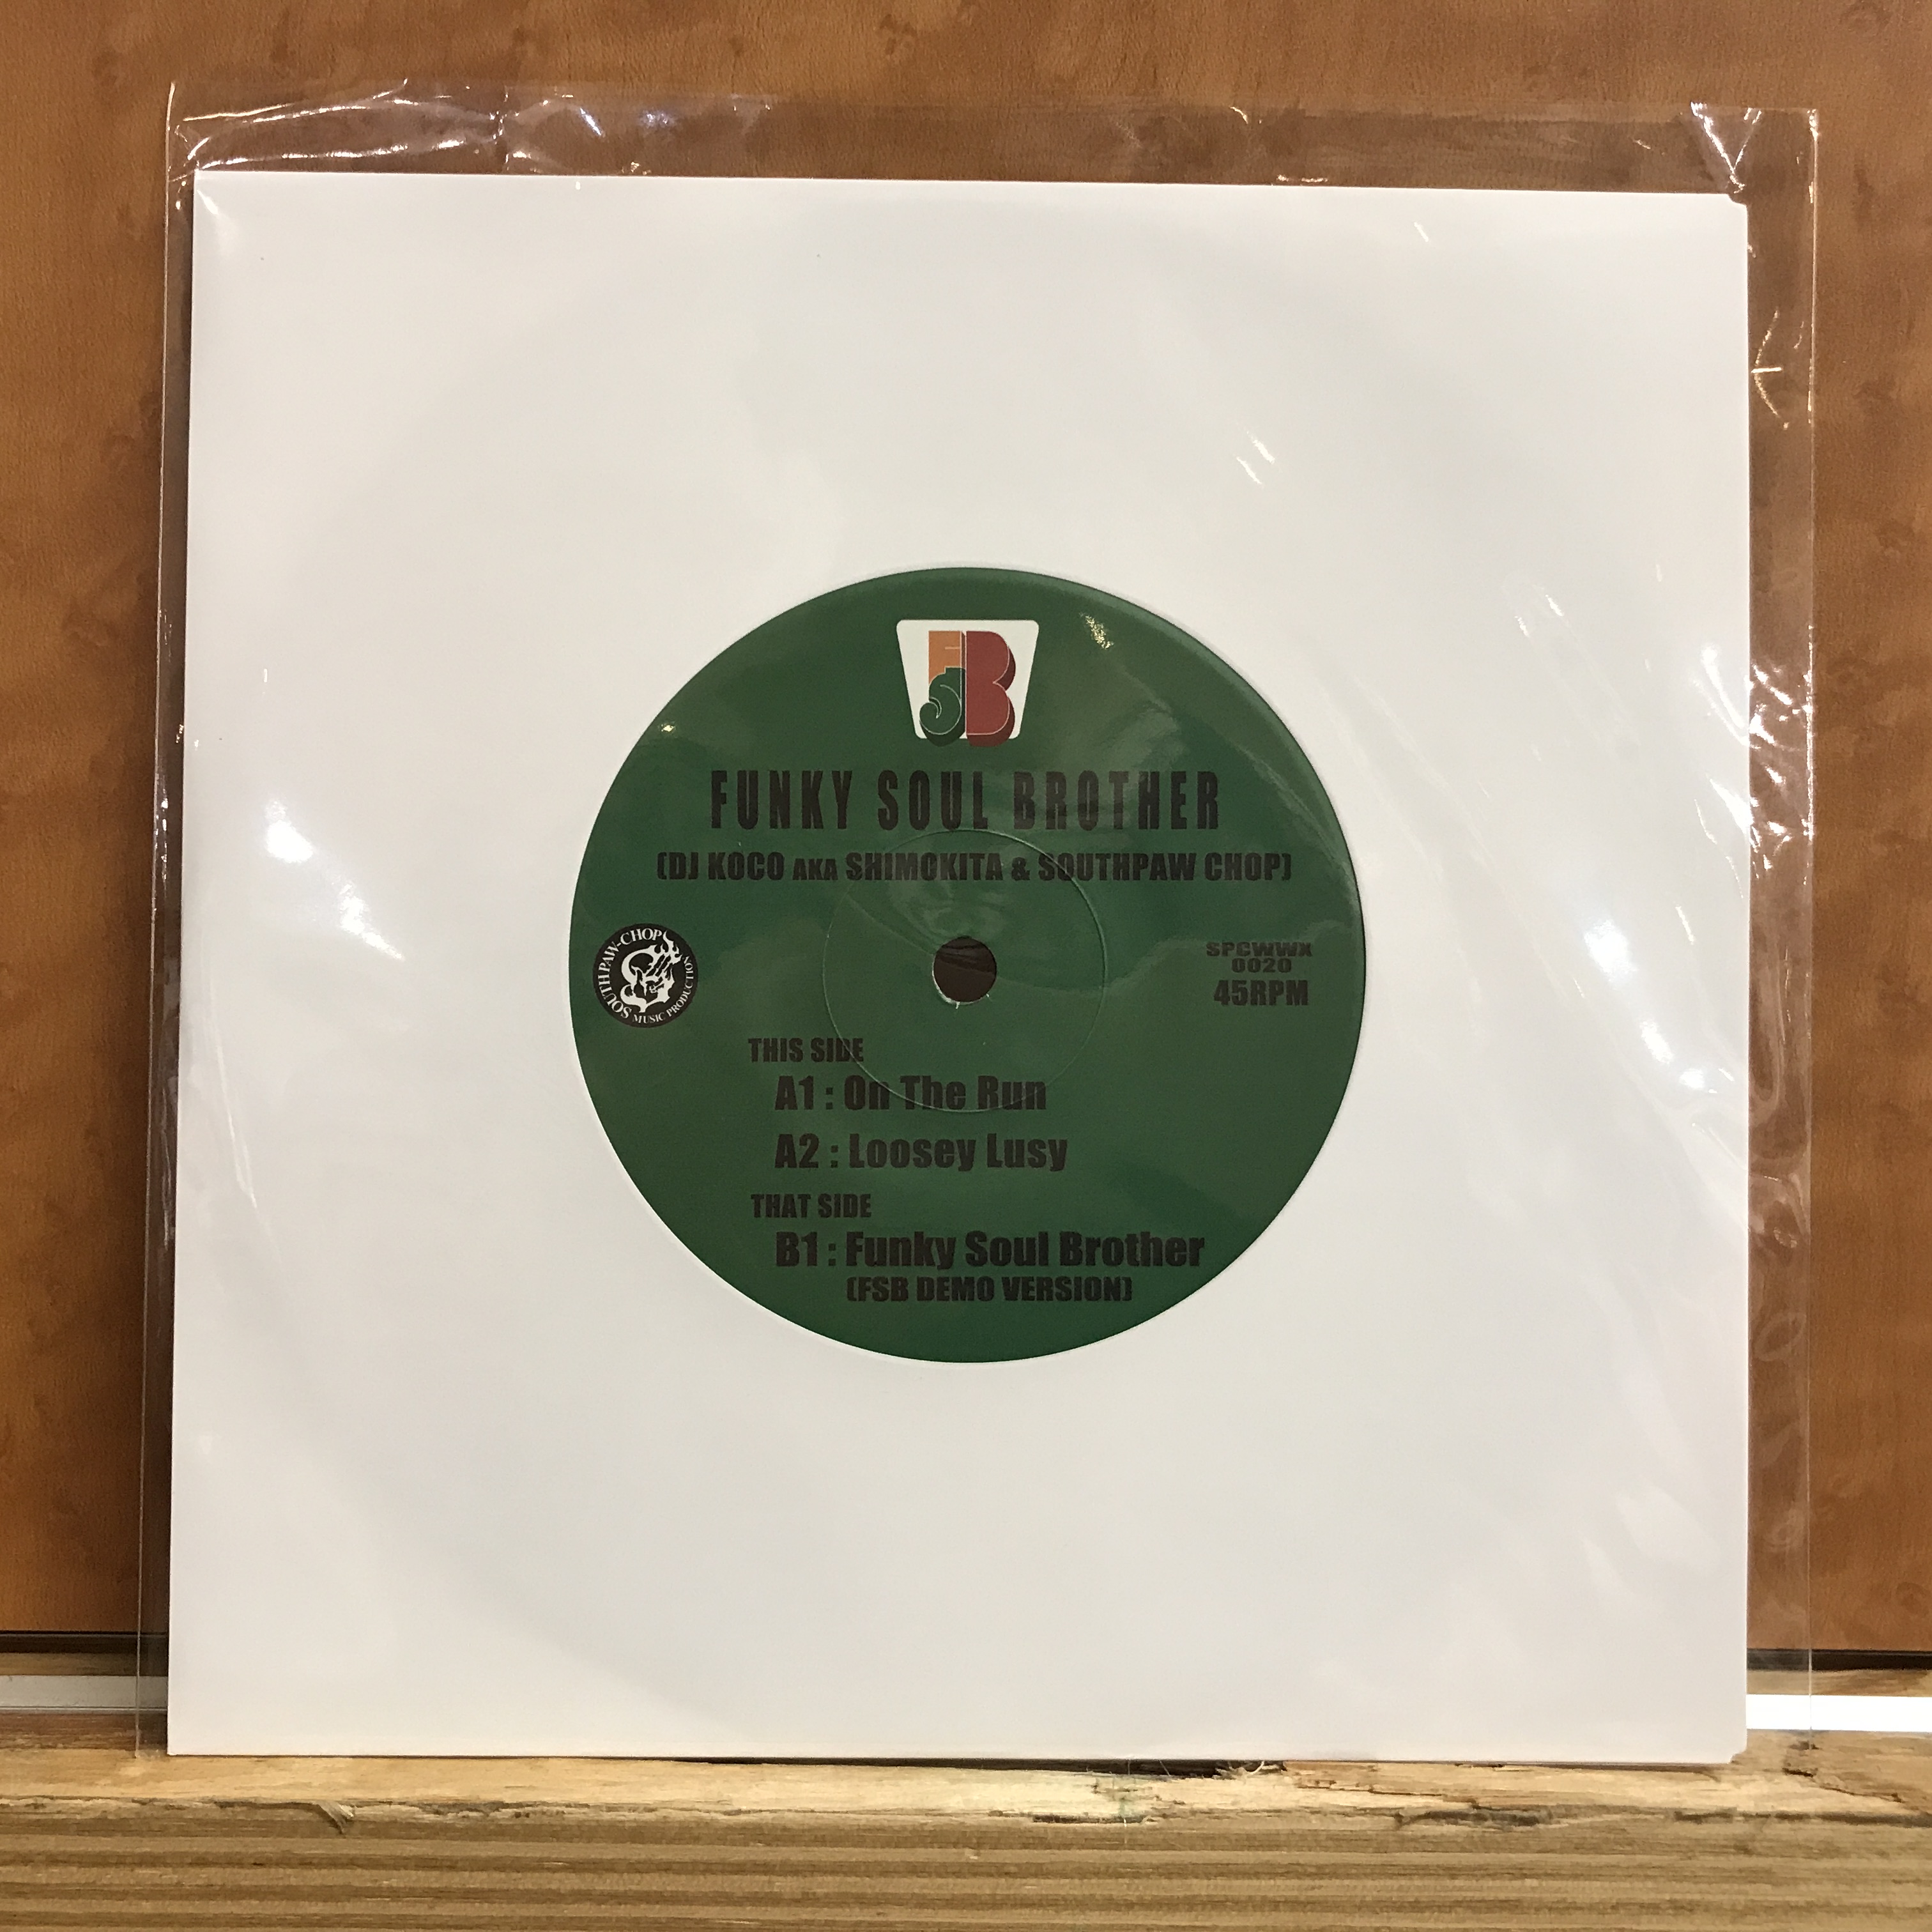 FSB
FUNKY SOUL BROTHER
(DJ KOCO AKA SHIMOKITA & SOUTHPAW CHOP)
SOUTHPAW-CHOP
MUSIC PRODUCTION
SPCWWX
0020
45RPM
THIS SIDE
A1 : On The Run
A2 : Loosey Lusy
THAT SIDE
B1 : Funky Soul Brother
(FSB DEMO VERSION)